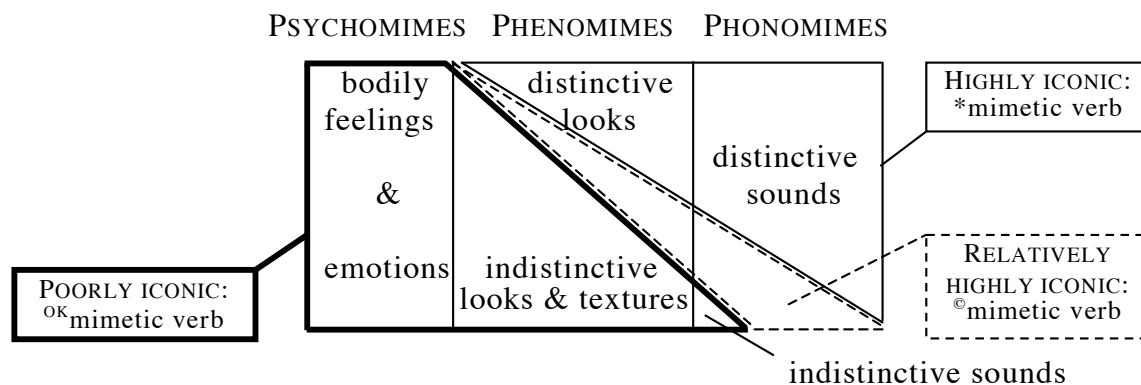 PSYCHOMIMES PHENOMIMES PHONOMIMES
bodily
feelings
&
emotions
distinctive
looks
indistinctive
looks & textures
distinctive
sounds
HIGHLY ICONIC:
*mimetic verb
RELATIVELY
HIGHLY ICONIC:
©mimetic verb
POORLY ICONIC:
OKmimetic verb
indistinctive sounds